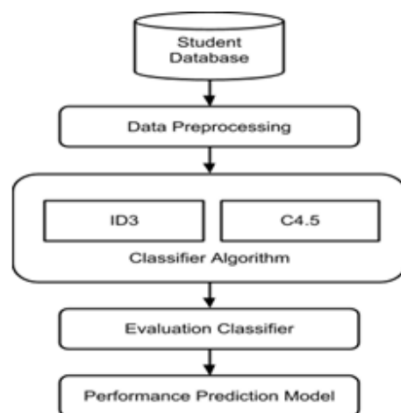 Student
Database
Data Preprocessing
ID3
C4.5
Classifier Algorithm
Evaluation Classifier
Performance Prediction Model